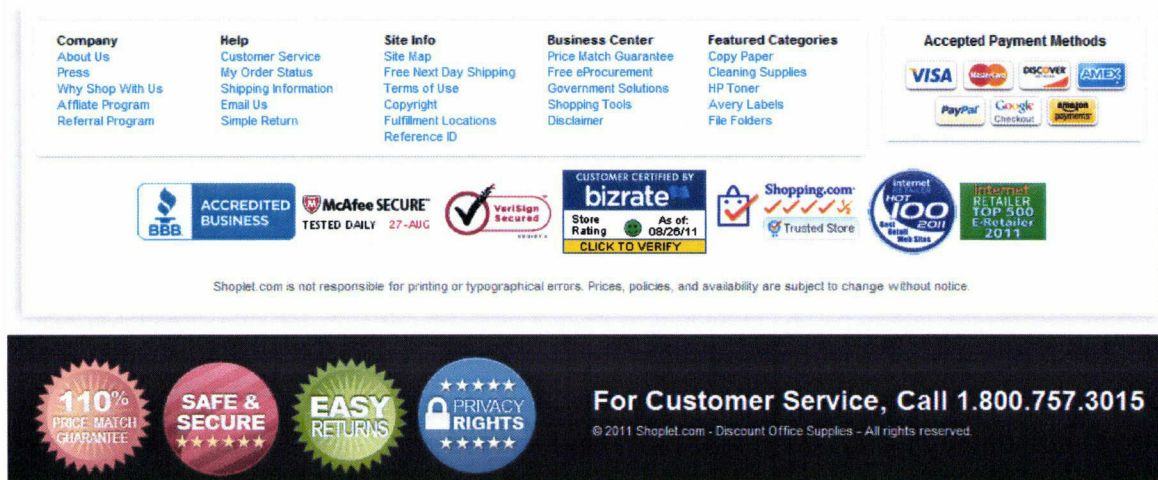 Company
About Us
Press
Why Shop With Us
Affliate Program
Referral Program
Help
Customer Service
My Order Status
Shipping Information
Email Us
Simple Return
Site Info
Site Map
Free Next Day Shipping
Terms of Use
Copyright
Fulfillment Locations
Reference ID
Business Center
Price Match Guarantee
Free eProcurement
Government Solutions
Shopping Tools
Disclaimer
Featured Categories
Copy Paper
Cleaning Supplies
HP Toner
Avery Labels
File Folders
Accepted Payment Methods
VISA
MasterCard
DISCOVER
AMEX
PayPal
Google
Checkout
amazon
payments
BBB
ACCREDITED
BUSINESS
McAfee SECURE
TESTED DAILY 27-AUG
VeriSign
Secured
CUSTOMER CERTIFIED BY
bizrate
Store
Rating
As of:
08/26/11
CLICK TO VERIFY
Shopping.com
Trusted Store
internet
RETAILER
HOT
100
2011
Best
Retail
Web Sites
internet
RETAILER
TOP 500
E-Retailer
2011
Shoplet.com is not responsible for printing or typographical errors. Prices, policies, and availability are subject to change without notice.
110%
PRICE MATCH
GUARANTEE
SAFE &
SECURE
EASY
RETURNS
PRIVACY
RIGHTS
For Customer Service, Call 1.800.757.3015
© 2011 Shoplet.com - Discount Office Supplies – All rights reserved.